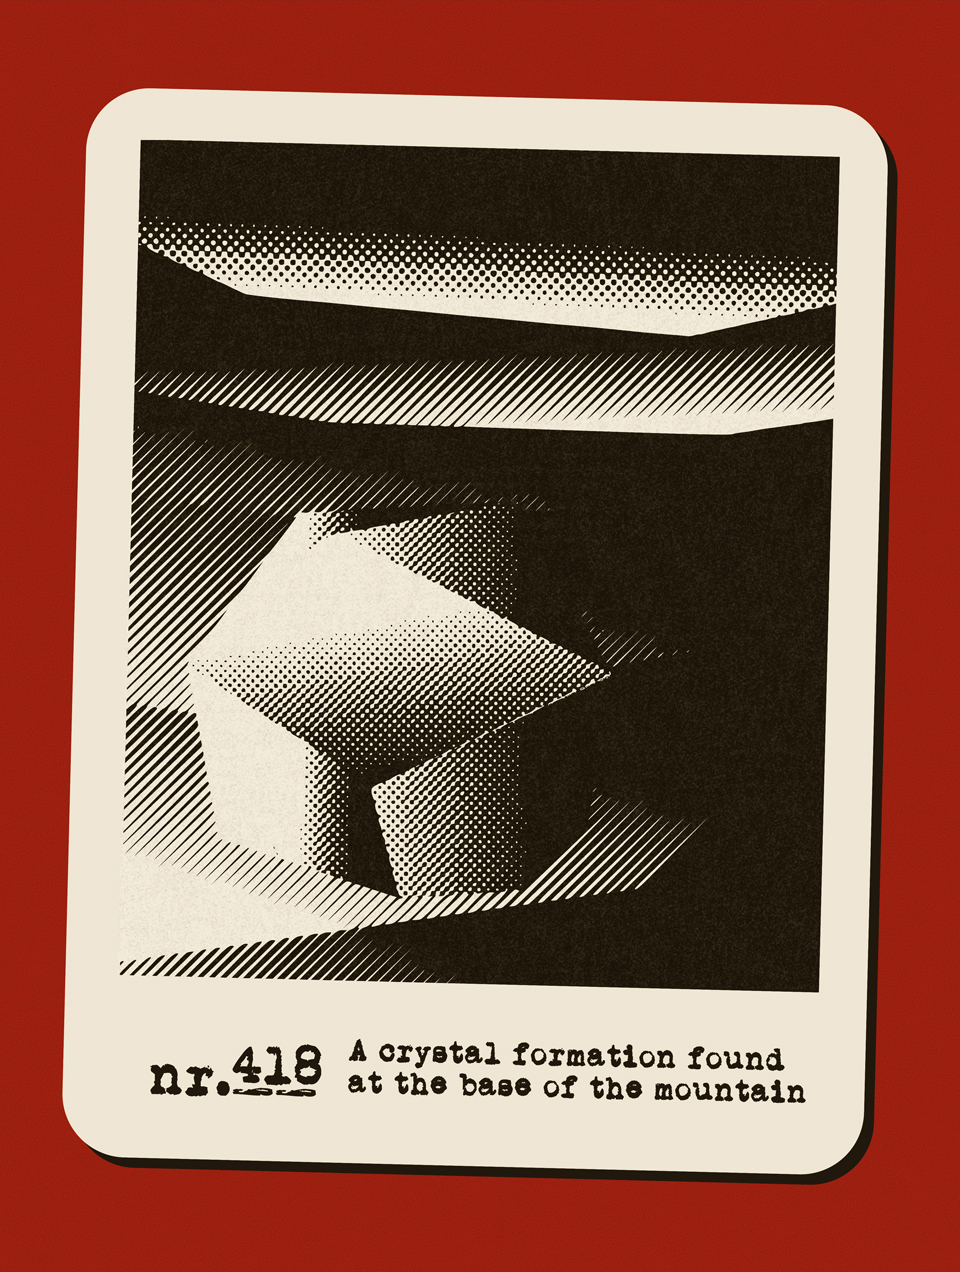 nr.418
A crystal formation found
at the base of the mountain